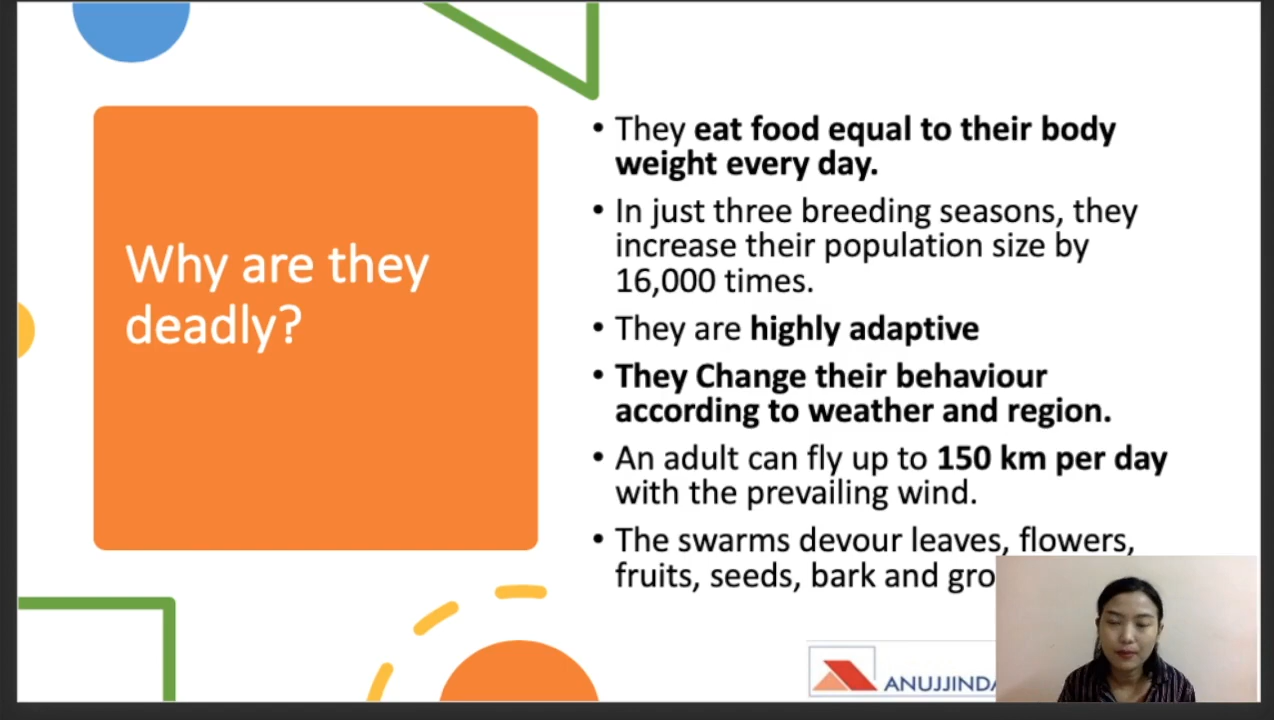 Why are they
deadly?
• They eat food equal to their body
weight every day.
• In just three breeding seasons, they
increase their population size by
16,000 times.
• They are highly adaptive
• They Change their behaviour
according to weather and region.
• An adult can fly up to 150 km per day
with the prevailing wind.
• The swarms devour leaves, flowers,
fruits, seeds, bark and